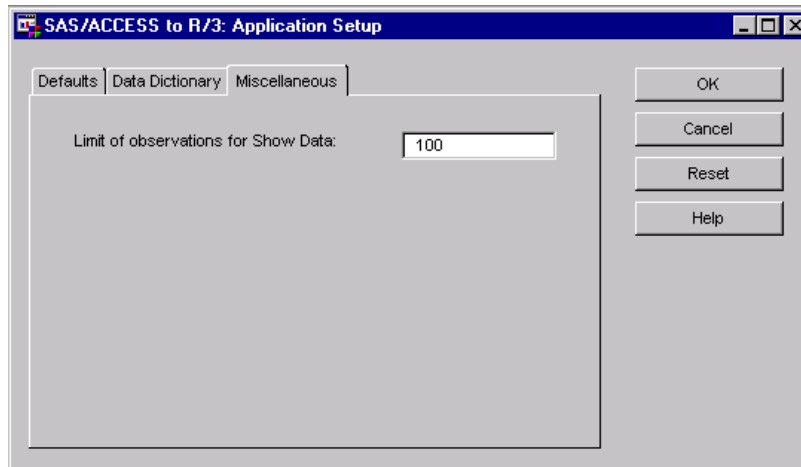 SAS/ACCESS to R/3: Application Setup
Defaults
Data Dictionary
Miscellaneous
Limit of observations for Show Data:
100
OK
Cancel
Reset
Help